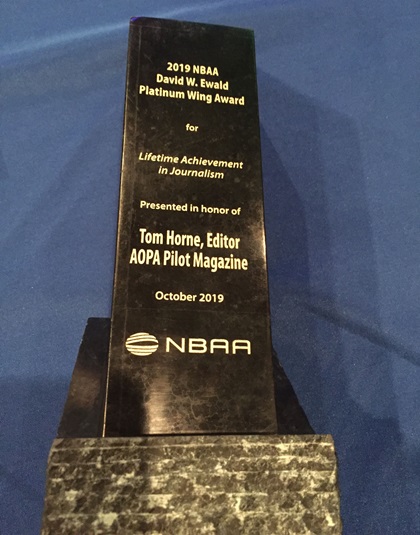 2019 NBAA
David W. Ewald
Platinum Wing Award
for
Lifetime Achievement
in Journalism
Presented in honor of
Tom Horne, Editor
AOPA Pilot Magazine
October 2019
NBAA